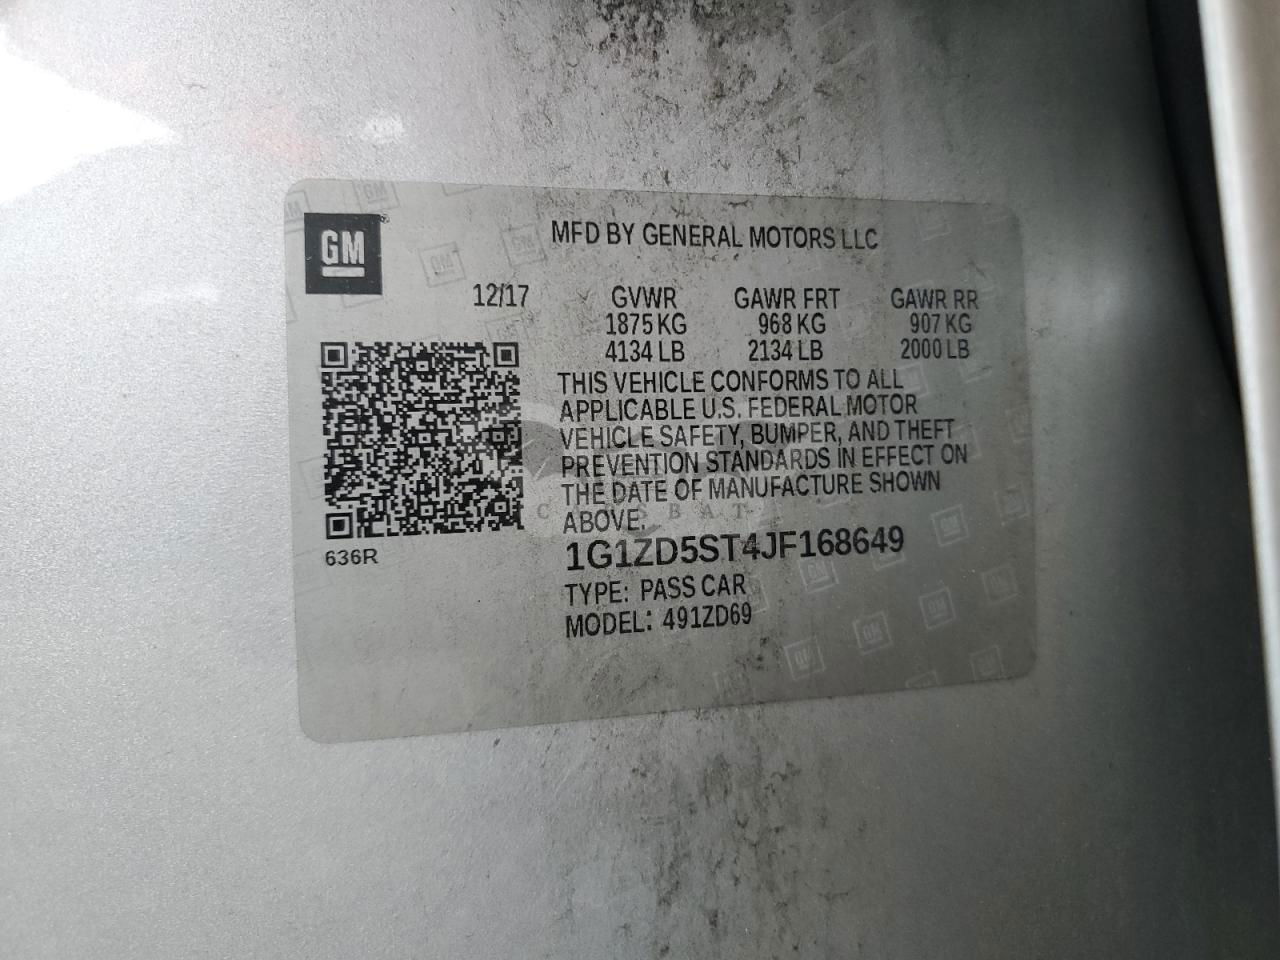 GM
MFD BY GENERAL MOTORS LLC
12/17 GVWR GAWR FRT GAWR RR
1875 KG 968 KG 907 KG
4134 LB 2134 LB 2000 LB
THIS VEHICLE CONFORMS TO ALL
APPLICABLE U.S. FEDERAL MOTOR
VEHICLE SAFETY, BUMPER, AND THEFT
PREVENTION STANDARDS IN EFFECT ON
THE DATE OF MANUFACTURE SHOWN
ABOVE.
636R
1G1ZD5ST4JF168649
TYPE: PASS CAR
MODEL: 491ZD69